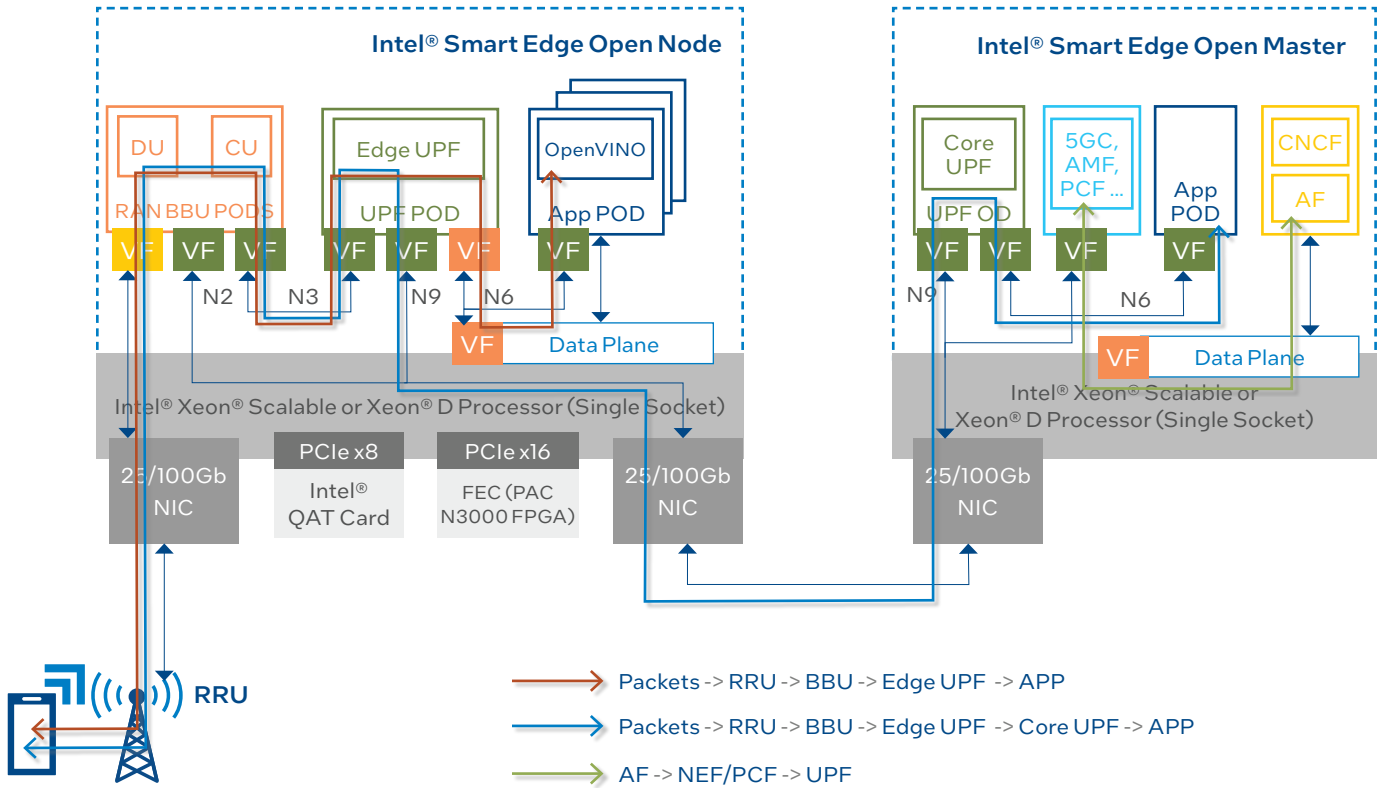 Intel® Smart Edge Open Node
Intel® Smart Edge Open Master
DU
CU
RAN BBU PODS
Edge UPF
UPF POD
OpenVINO
App POD
Core
UPF
UPF OD
5GC,
AMF,
PCF ...
App
POD
CNCF
AF
VF
VF
VF
VF
VF
VF
VF
VF
VF
VF
VF
N2
N3
N9
N6
N9
N6
VF
Data Plane
VF
Data Plane
Intel® Xeon® Scalable or Xeon® D Processor (Single Socket)
Intel® Xeon® Scalable or
Xeon® D Processor (Single Socket)
25/100Gb
NIC
PCIe x8
Intel®
QAT Card
PCIe x16
FEC (PAC
N3000 FPGA)
25/100Gb
NIC
25/100Gb
NIC
RRU
Packets -> RRU -> BBU -> Edge UPF -> APP
Packets -> RRU -> BBU -> Edge UPF -> Core UPF -> APP
AF -> NEF/PCF -> UPF